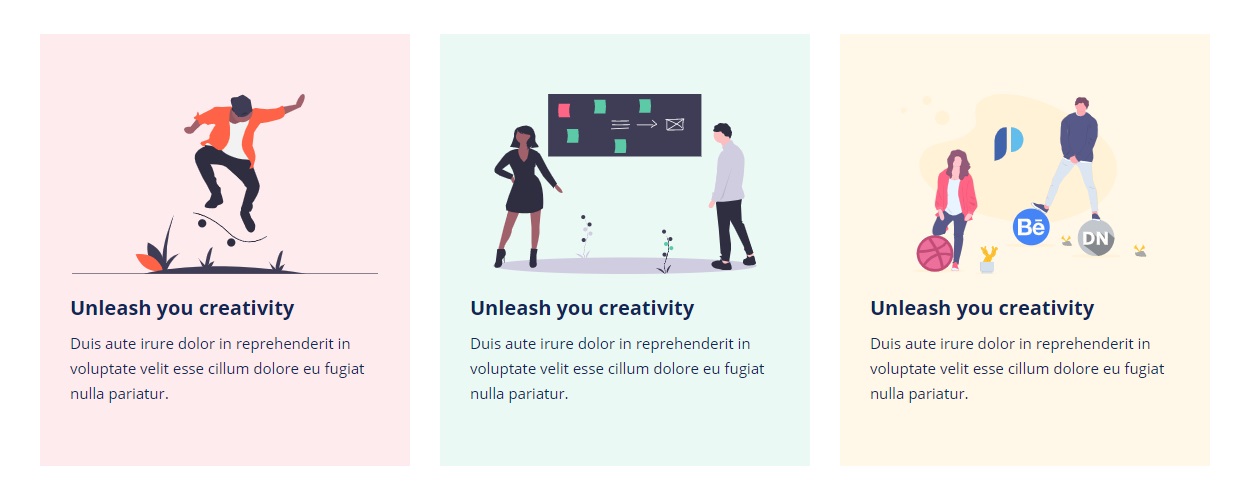 Bē
DN
Unleash you creativity
Duis aute irure dolor in reprehenderit in
voluptate velit esse cillum dolore eu fugiat
nulla pariatur.
Unleash you creativity
Duis aute irure dolor in reprehenderit in
voluptate velit esse cillum dolore eu fugiat
nulla pariatur.
Unleash you creativity
Duis aute irure dolor in reprehenderit in
voluptate velit esse cillum dolore eu fugiat
nulla pariatur.